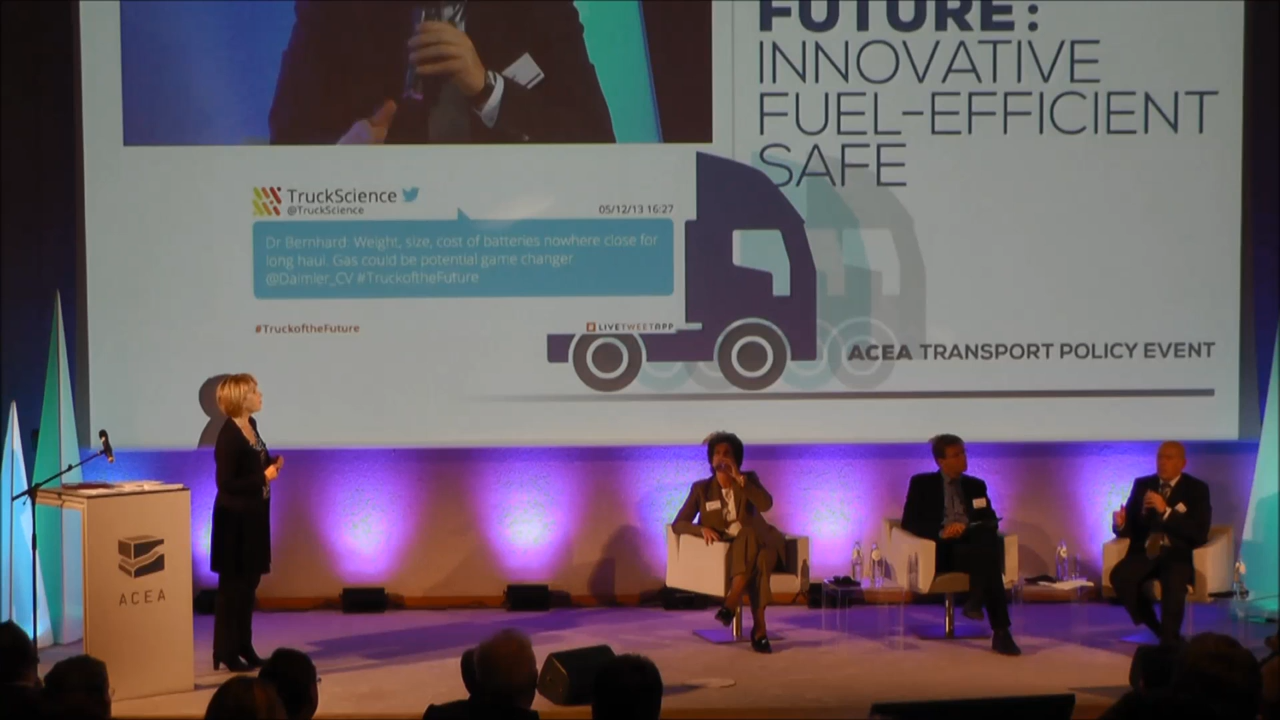 FUTURE:
INNOVATIVE
FUEL-EFFICIENT
SAFE
TruckScience
@TruckScience
05/12/13 16:27
Dr Bernhard: Weight, size, cost of batteries nowhere close for
long haul. Gas could be potential game changer
@Daimler_CV #TruckoftheFuture
#TruckoftheFuture
LIVETWEETAPP
ACEA TRANSPORT POLICY EVENT
ACEA